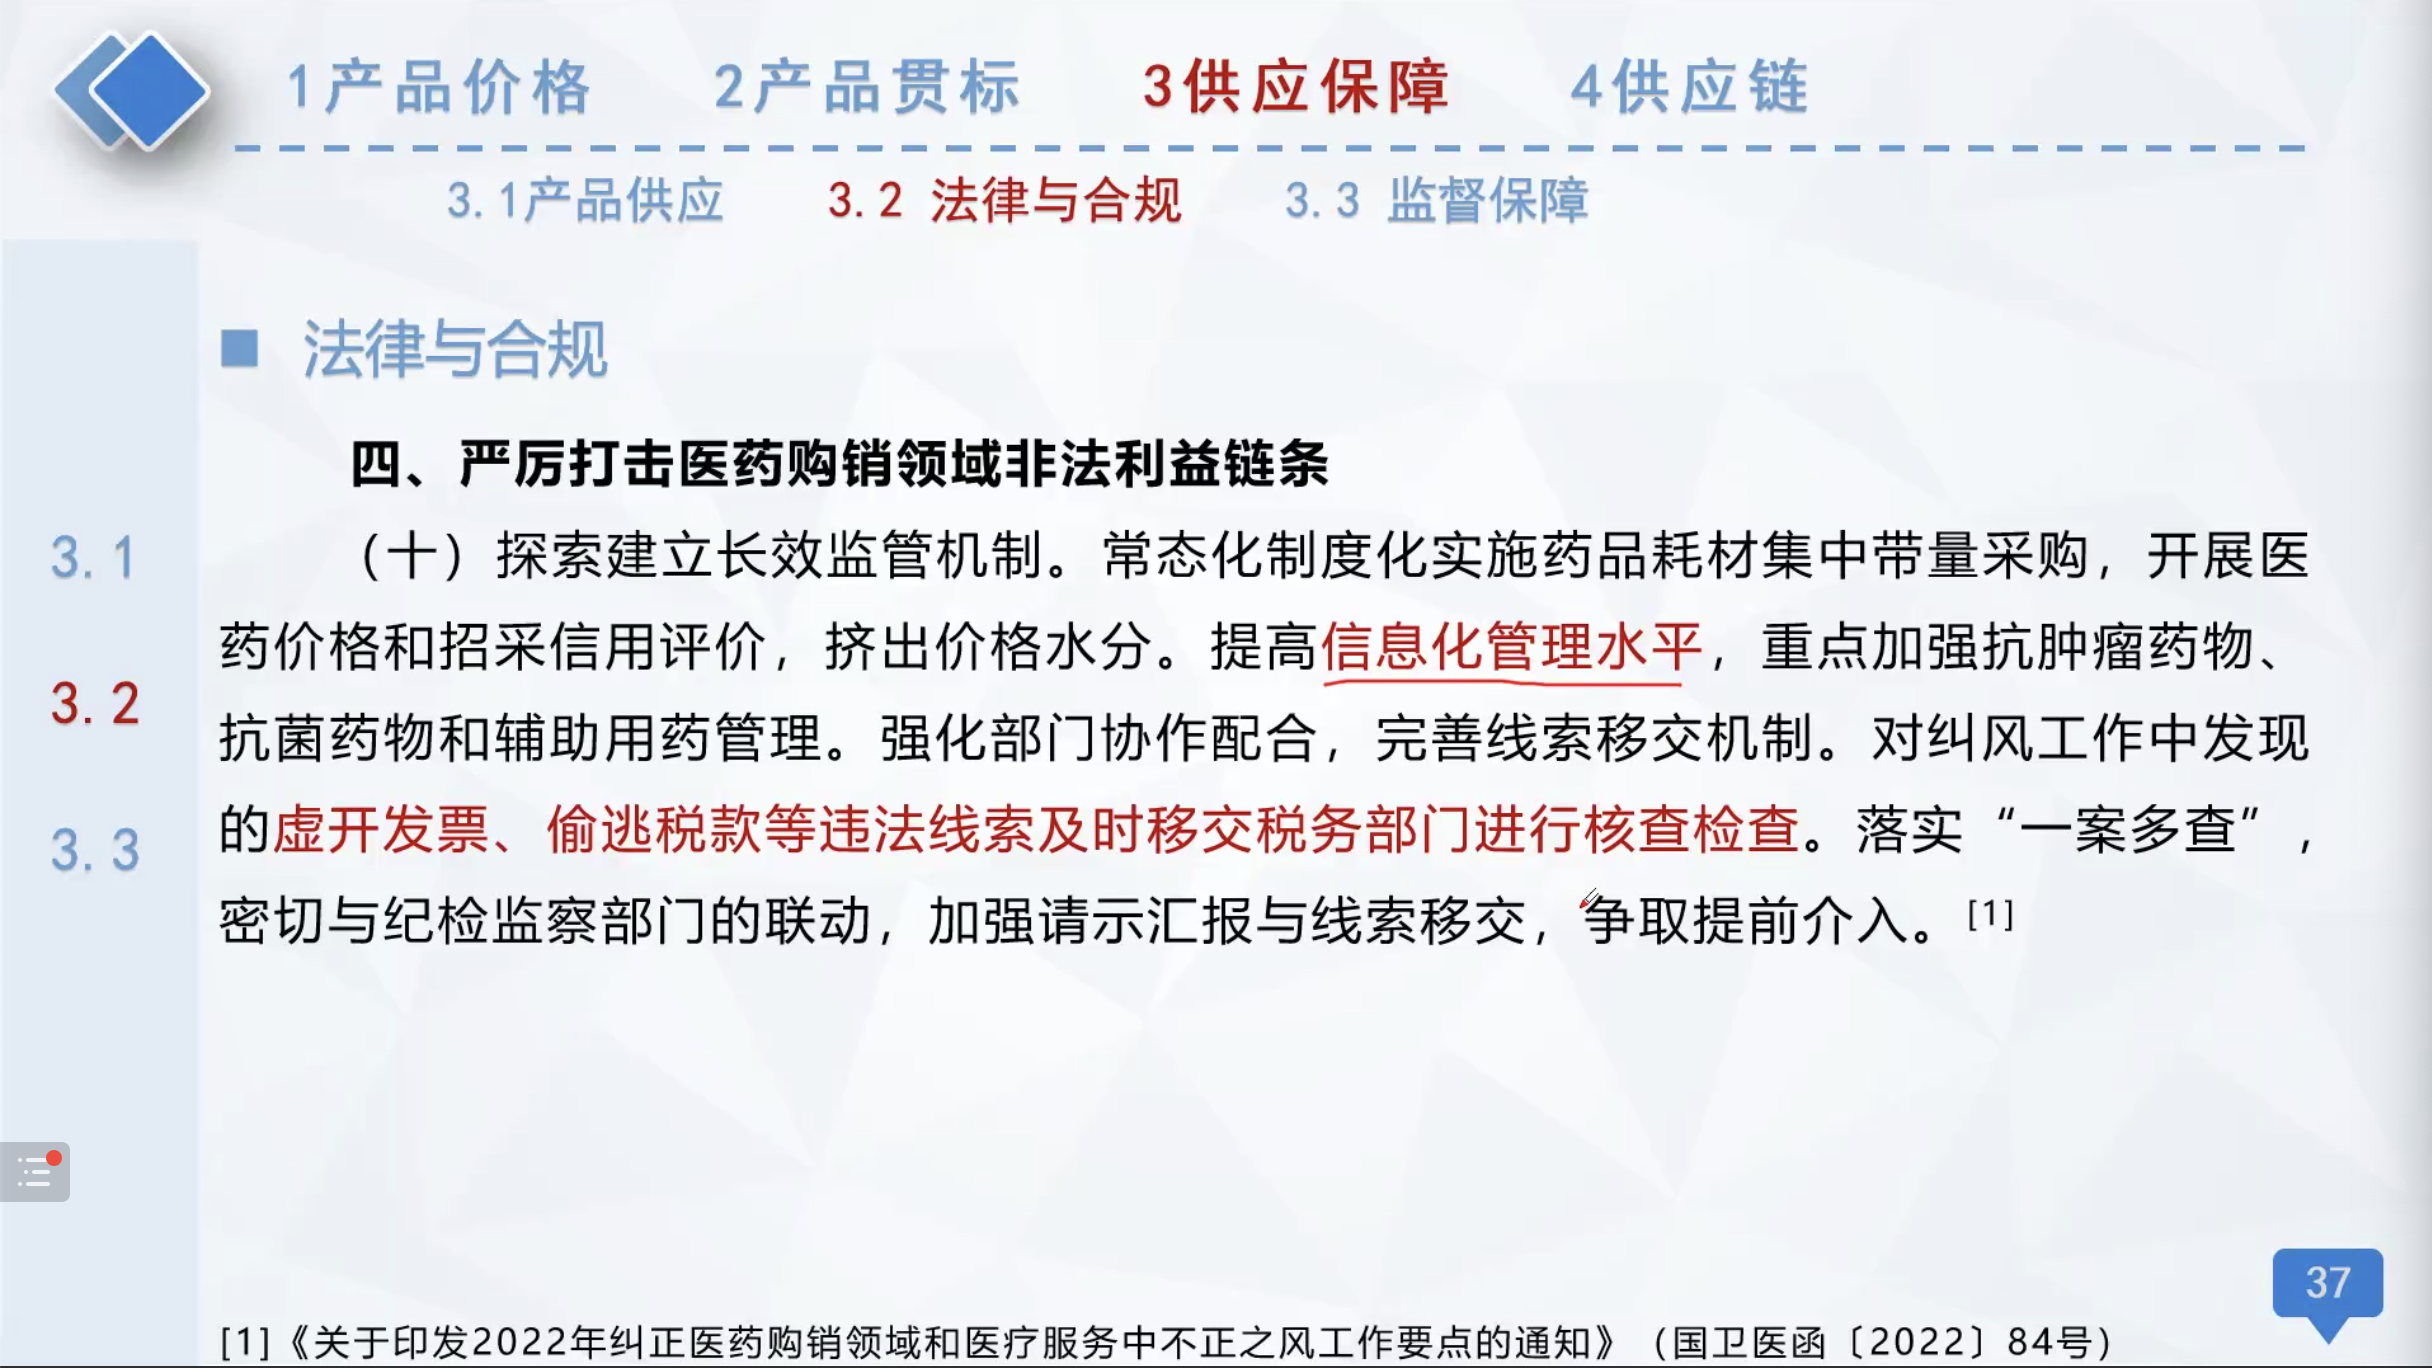 1产品价格 2产品贯标 3供应保障 4供应链
3.1产品供应 3.2 法律与合规 3.3 监督保障
法律与合规
四、严厉打击医药购销领域非法利益链条
（十）探索建立长效监管机制。常态化制度化实施药品耗材集中带量采购，开展医
药价格和招采信用评价，挤出价格水分。提高信息化管理水平，重点加强抗肿瘤药物、
抗菌药物和辅助用药管理。强化部门协作配合，完善线索移交机制。对纠风工作中发现
的虚开发票、偷逃税款等违法线索及时移交税务部门进行核查检查。落实“一案多查”，
密切与纪检监察部门的联动，加强请示汇报与线索移交，争取提前介入。[1]
3.1
3.2
3.3
37
[1]《关于印发2022年纠正医药购销领域和医疗服务中不正之风工作要点的通知》（国卫医函〔2022〕84号）